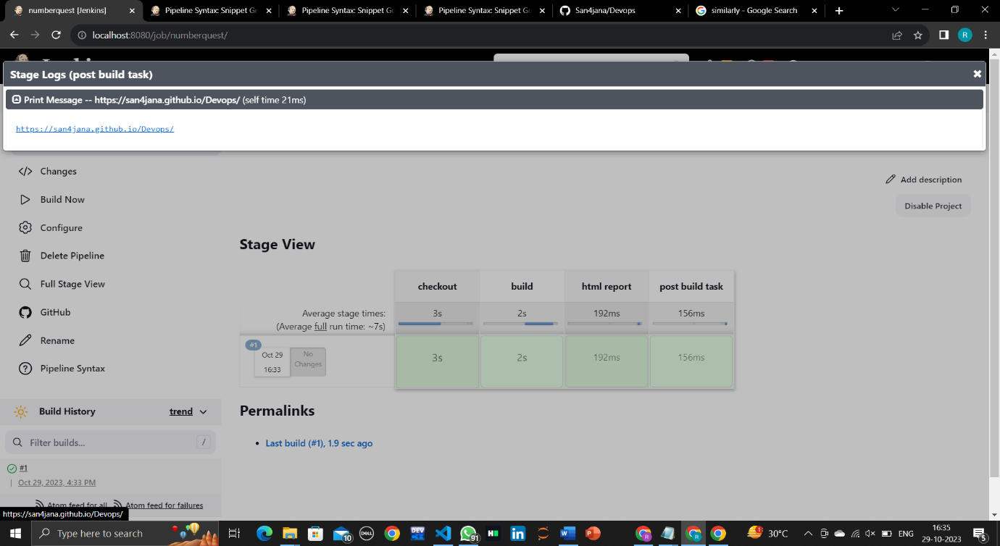 numberquest [Jenkins]
Pipeline Syntax: Snippet Ge
Pipeline Syntax: Snippet Ge
Pipeline Syntax: Snippet Ge
San4jana/Devops
similarly - Google Search
localhost:8080/job/numberquest/
R
Stage Logs (post build task)
Print Message -- https://san4jana.github.io/Devops/ (self time 21ms)
https://san4jana.github.io/Devops/
Changes
Add description
Build Now
Disable Project
Configure
Stage View
Delete Pipeline
Full Stage View
checkout build html report post build task
GitHub
Average stage times: 3s 2s 192ms 156ms
(Average full run time: ~7s)
Rename
#1
Oct 29
16:33
No
Changes
3s 2s 192ms 156ms
Pipeline Syntax
Build History trend
Permalinks
Filter builds... /
Last build (#1), 1.9 sec ago
#1
Oct 29, 2023, 4:33 PM
Atom feed for all Atom feed for failures
https://san4jana.github.io/Devops/
Type here to search
10
DELL
DEV
91
R
R
30°C
ENG
16:35
29-10-2023
5